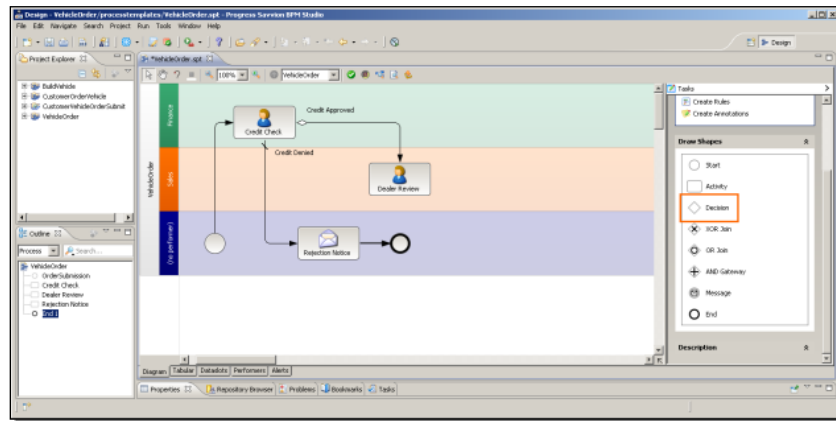 Design - VehicleOrder/processtemplates/VehicleOrder.spt - Progress Savvion BPM Studio
File Edit Navigate Search Project Run Tools Window Help
Design
Project Explorer
*VehicleOrder.spt
100%
VehicleOrder
BuildVehicle
CustomerOrderVehicle
CustomerVehicleOrderSubmit
VehicleOrder
Outline
Process
Search...
VehicleOrder
OrderSubmission
Credit Check
Dealer Review
Rejection Notice
End 1
VehicleOrder
Finance
Sales
(no performer)
Credit Check
Credit Approved
Credit Denied
Dealer Review
Rejection Notice
Tasks
Create Rules
Create Annotations
Draw Shapes
Start
Activity
Decision
XOR Join
OR Join
AND Gateway
Message
End
Description
Diagram Tabular Dataslots Performers Alerts
Properties Repository Browser Problems Bookmarks Tasks